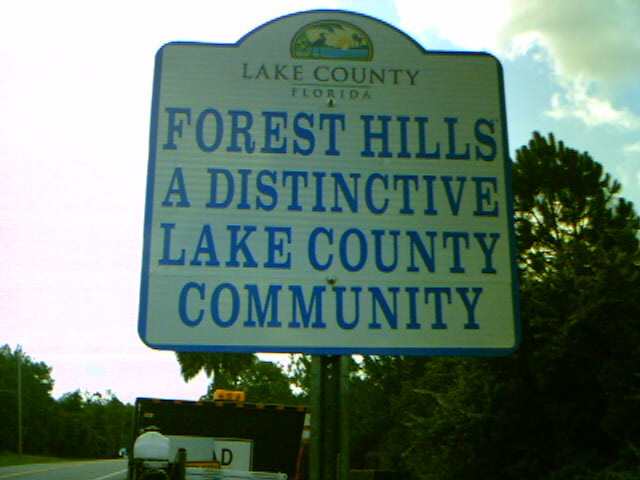 LAKE COUNTY
FLORIDA
FOREST HILLS
A DISTINCTIVE
LAKE COUNTY
COMMUNITY